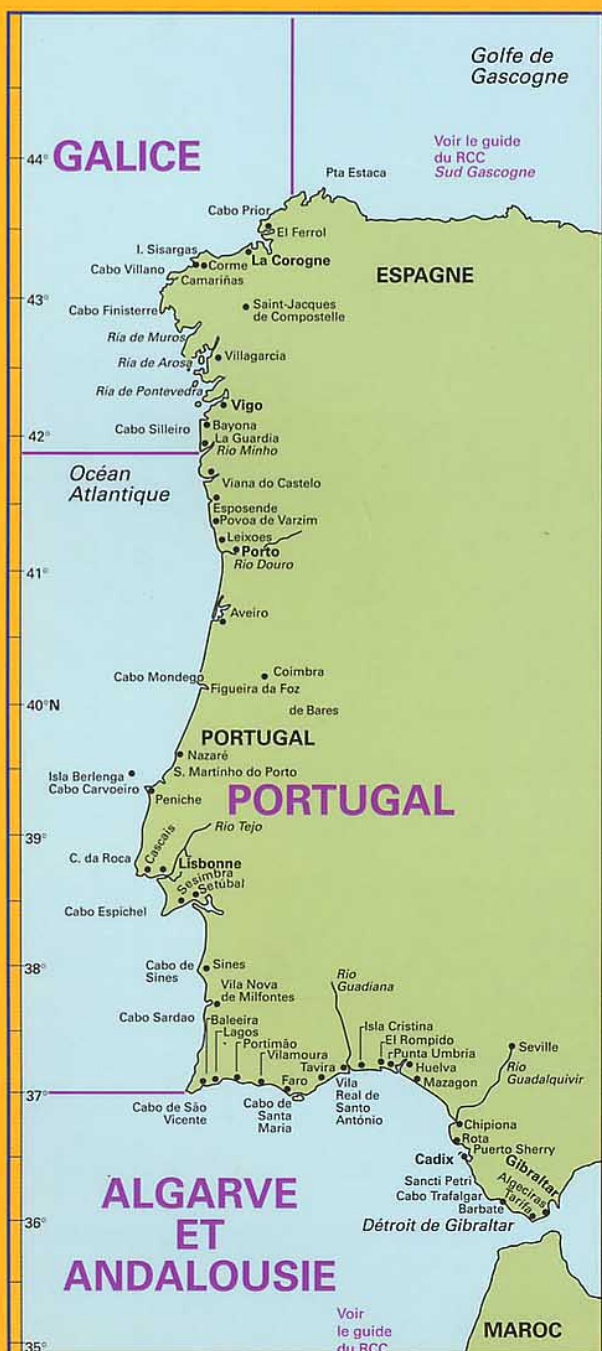 Golfe de
Gascogne
GALICE
Voir le guide
du RCC
Sud Gascogne
44°
Pta Estaca
Cabo Prior
El Ferrol
I. Sisargas
La Corogne
Cabo Villano
Corme
Camariñas
ESPAGNE
43°
Cabo Finisterre
Saint-Jacques
de Compostelle
Ría de Muros
Ría de Arosa
Villagarcia
Ría de Pontevedra
Vigo
Cabo Silleiro
Bayona
42°
La Guardia
Rio Minho
Océan
Atlantique
Viana do Castelo
Esposende
Povoa de Varzim
Leixoes
Porto
Rio Douro
41°
Aveiro
Cabo Mondego
Coimbra
Figueira da Foz
40°N
de Bares
PORTUGAL
Nazaré
S. Martinho do Porto
Isla Berlenga
Cabo Carvoeiro
Peniche
PORTUGAL
39°
Rio Tejo
C. da Roca
Cascais
Lisbonne
Sesimbra
Setúbal
Cabo Espichel
38°
Cabo de
Sines
Sines
Rio
Guadiana
Vila Nova
de Milfontes
Cabo Sardao
Baleeira
Lagos
Portimão
Vilamoura
Isla Cristina
El Rompido
Punta Umbria
Seville
Tavira
Faro
Huelva
Mazagon
Rio
Guadalquivir
37°
Cabo de São
Vicente
Cabo de
Santa
Maria
Vila
Real de
Santo
António
Chipiona
Rota
Puerto Sherry
Cadix
Gibraltar
Sancti Petri
Algeciras
Cabo Trafalgar
Tarifa
Barbate
Détroit de Gibraltar
36°
ALGARVE
ET
ANDALOUSIE
Voir
le guide
du RCC
MAROC
35°